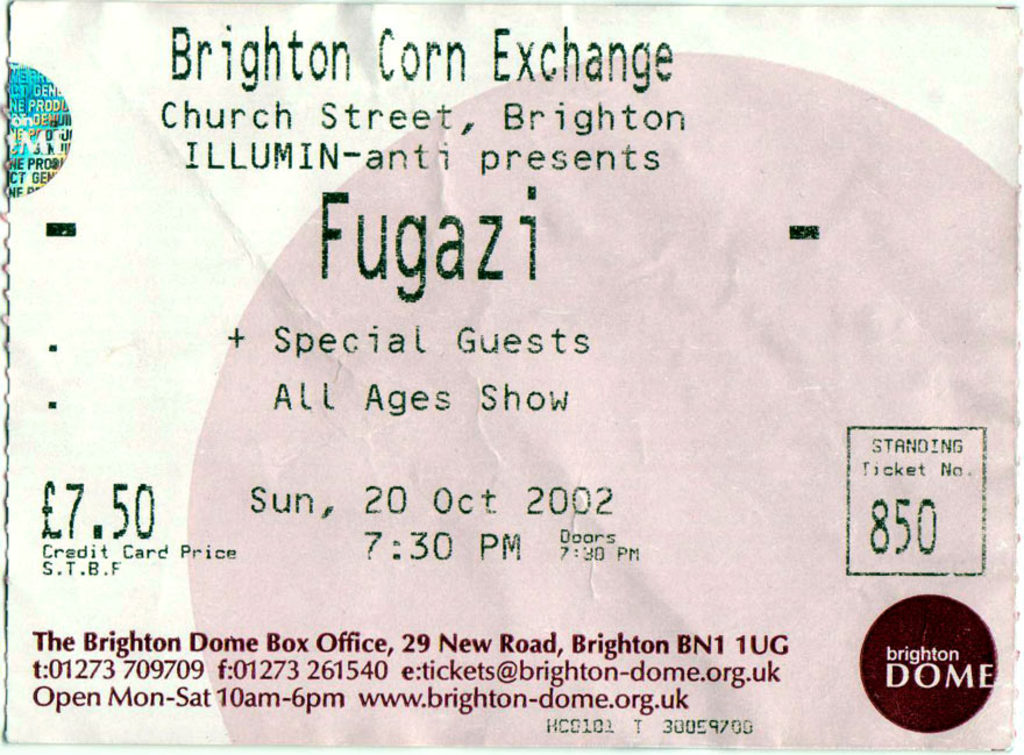 Brighton Corn Exchange
Church Street, Brighton
ILLUMIN-anti presents
- Fugazi -
. + Special Guests
. All Ages Show
STANDING
Ticket No.
850
£7.50
Credit Card Price
S.T.B.F
Sun, 20 Oct 2002
7:30 PM Doors
7:30 PM
The Brighton Dome Box Office, 29 New Road, Brighton BN1 1UG
t:01273 709709 f:01273 261540 e:tickets@brighton-dome.org.uk
Open Mon-Sat 10am-6pm www.brighton-dome.org.uk
brighton
DOME
T